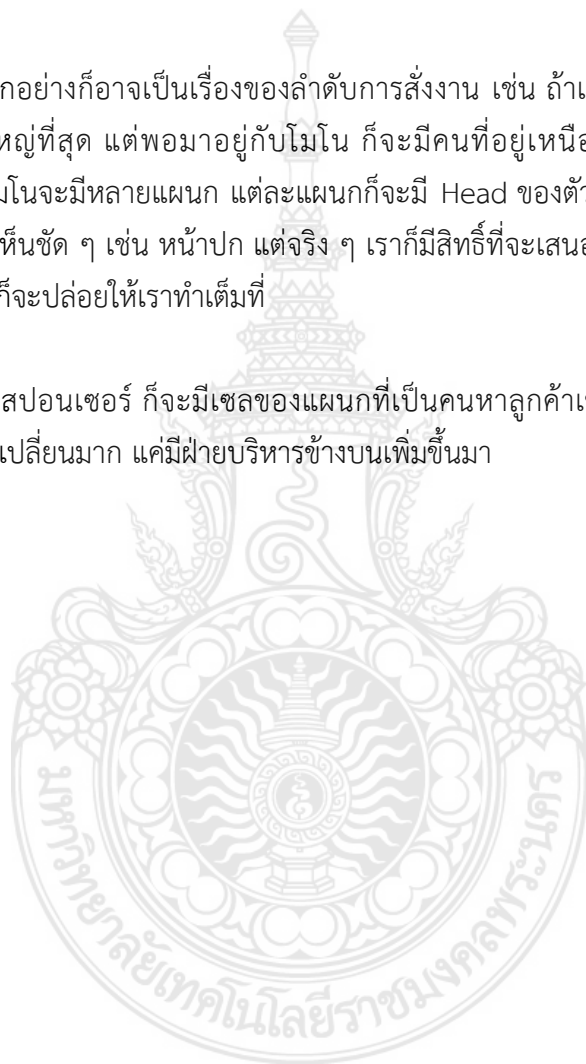 กอย่างก็อาจเป็นเรื่องของลำดับการสั่งงาน เช่น ถ้าเ
หญ่ที่สุด แต่พอมาอยู่กับโมโน ก็จะมีคนที่อยู่เหนือ
มโนจะมีหลายแผนก แต่ละแผนกก็จะมี Head ของตัว
ห็นชัด ๆ เช่น หน้าปก แต่จริง ๆ เราก็มีสิทธิ์ที่จะเสนอ
ก็จะปล่อยให้เราทำเต็มที่
สปอนเซอร์ ก็จะมีเซลของแผนกที่เป็นคนหาลูกค้าเ
เปลี่ยนมาก แค่มีฝ่ายบริหารข้างบนเพิ่มขึ้นมา
มหาวิทยาลัยเทคโนโลยีราชมงคลพระนคร